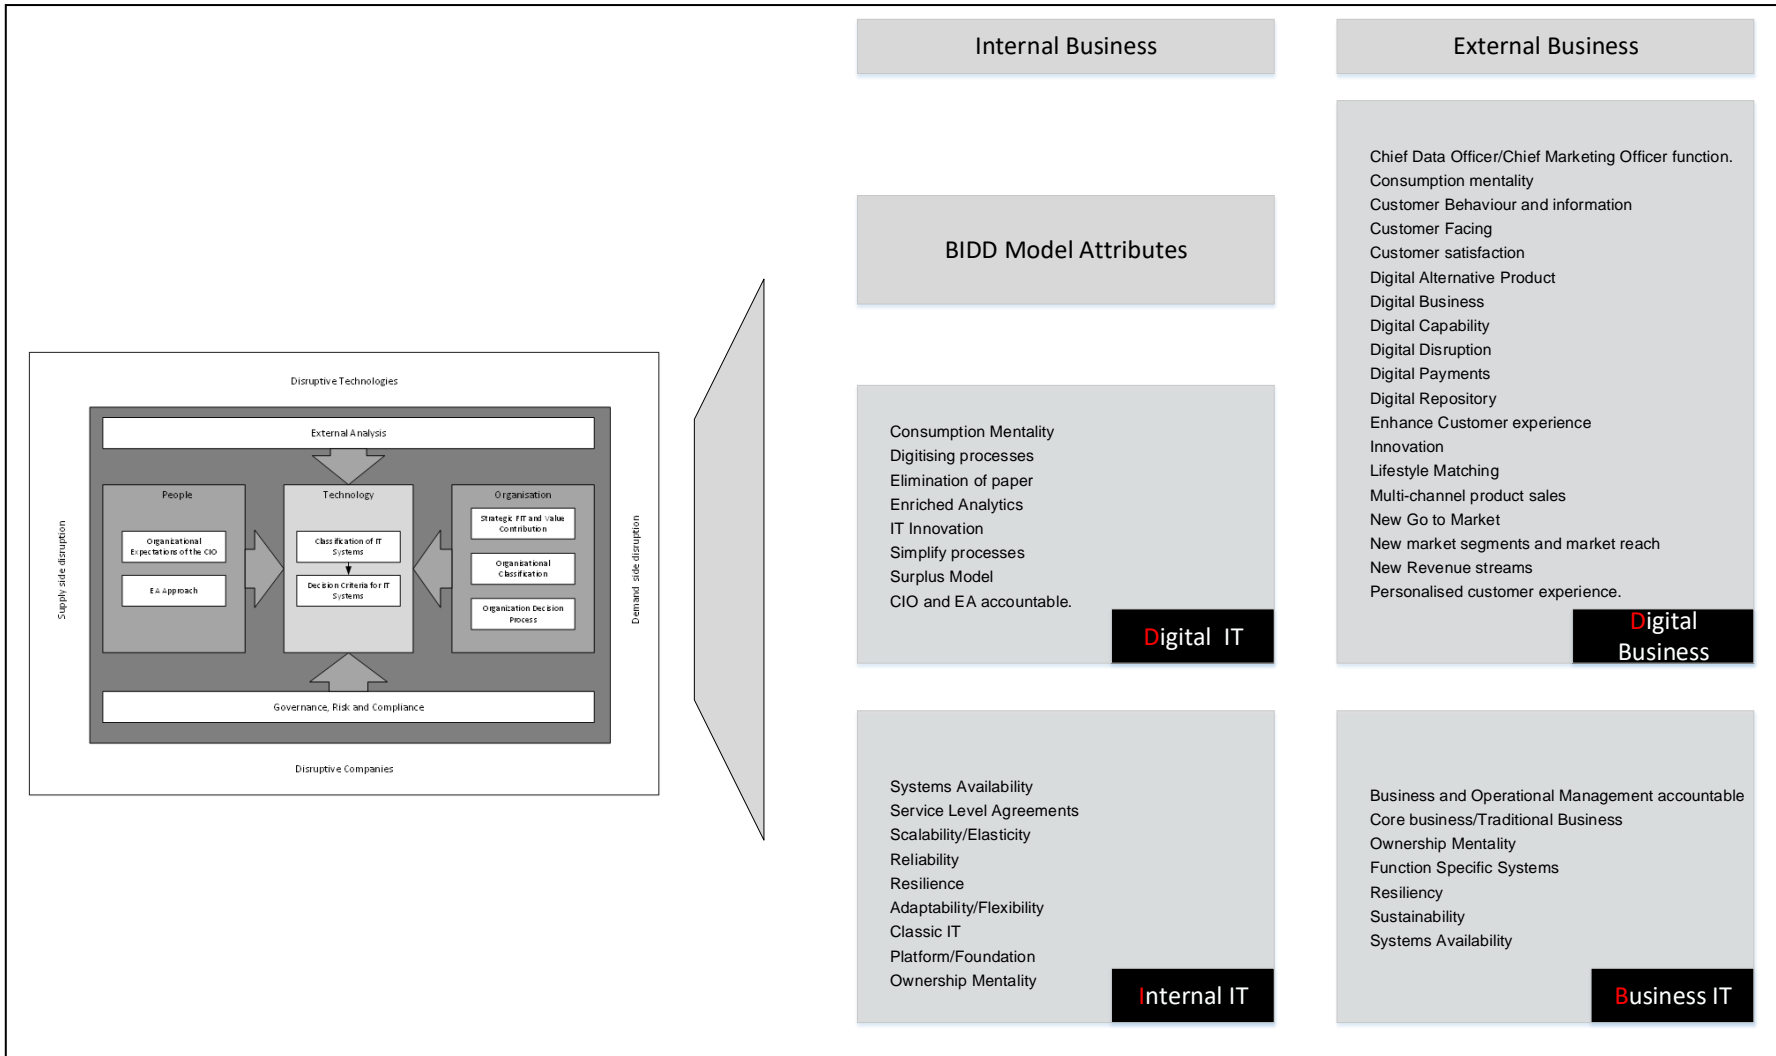 Internal Business
External Business
BIDD Model Attributes
Chief Data Officer/Chief Marketing Officer function.
Consumption mentality
Customer Behaviour and information
Customer Facing
Customer satisfaction
Digital Alternative Product
Digital Business
Digital Capability
Digital Disruption
Digital Payments
Digital Repository
Enhance Customer experience
Innovation
Lifestyle Matching
Multi-channel product sales
New Go to Market
New market segments and market reach
New Revenue streams
Personalised customer experience.
Digital
Business
Disruptive Technologies
Supply side disruption
External Analysis
People
Organizational
Expectations of the CIO
EA Approach
Technology
Classification of IT
Systems
Decision Criteria for IT
Systems
Organisation
Strategic FIT and Value
Contribution
Organisational
Classification
Organization Decision
Process
Governance, Risk and Compliance
Demand side disruption
Disruptive Companies
Consumption Mentality
Digitising processes
Elimination of paper
Enriched Analytics
IT Innovation
Simplify processes
Surplus Model
CIO and EA accountable.
Digital IT
Systems Availability
Service Level Agreements
Scalability/Elasticity
Reliability
Resilience
Adaptability/Flexibility
Classic IT
Platform/Foundation
Ownership Mentality
Internal IT
Business and Operational Management accountable
Core business/Traditional Business
Ownership Mentality
Function Specific Systems
Resiliency
Sustainability
Systems Availability
Business IT